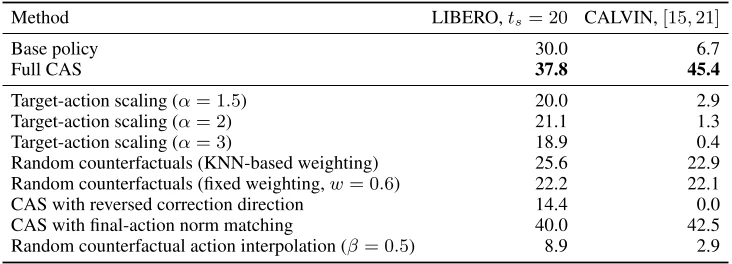 Method LIBERO, tₛ = 20 CALVIN, [15, 21]
Base policy 30.0 6.7
Full CAS 37.8 45.4
Target-action scaling (α = 1.5) 20.0 2.9
Target-action scaling (α = 2) 21.1 1.3
Target-action scaling (α = 3) 18.9 0.4
Random counterfactuals (KNN-based weighting) 25.6 22.9
Random counterfactuals (fixed weighting, w = 0.6) 22.2 22.1
CAS with reversed correction direction 14.4 0.0
CAS with final-action norm matching 40.0 42.5
Random counterfactual action interpolation (β = 0.5) 8.9 2.9